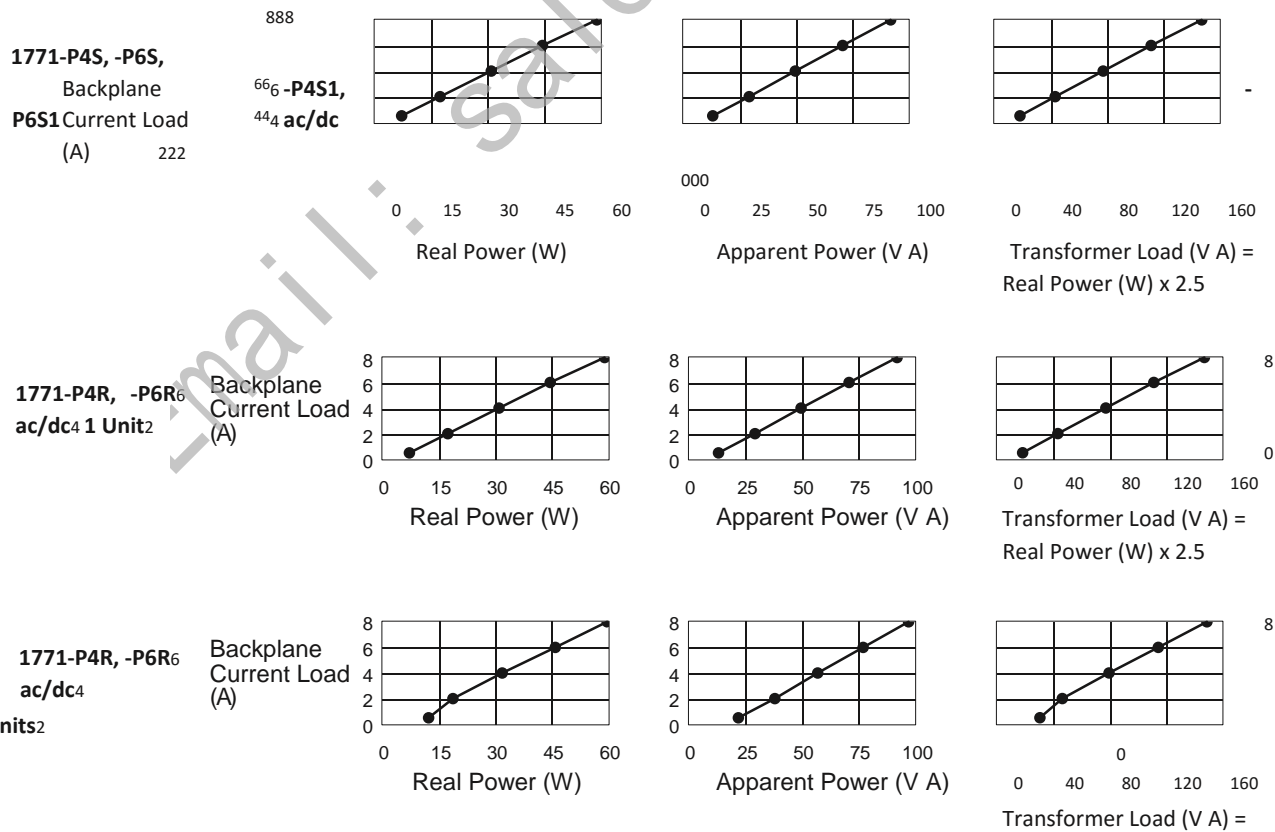 888
1771-P4S, -P6S,
Backplane 666 -P4S1, -
P6S1 Current Load 444 ac/dc
(A) 222
000
0 15 30 45 60 0 25 50 75 100 0 40 80 120 160
Real Power (W) Apparent Power (V A) Transformer Load (V A) =
Real Power (W) x 2.5
8 8 8
1771-P4R, -P6R6 Backplane 6 6
ac/dc4 1 Unit2 Current Load 4 4
(A) 2 2
0 0 0
0 15 30 45 60 0 25 50 75 100 0 40 80 120 160
Real Power (W) Apparent Power (V A) Transformer Load (V A) =
Real Power (W) x 2.5
8 8 8
1771-P4R, -P6R6 Backplane 6 6
ac/dc4 Current Load 4 4
nits2 (A) 2 2
0 0
0 15 30 45 60 0 25 50 75 100 0
0 40 80 120 160
Real Power (W) Apparent Power (V A) Transformer Load (V A) =
Email: sale